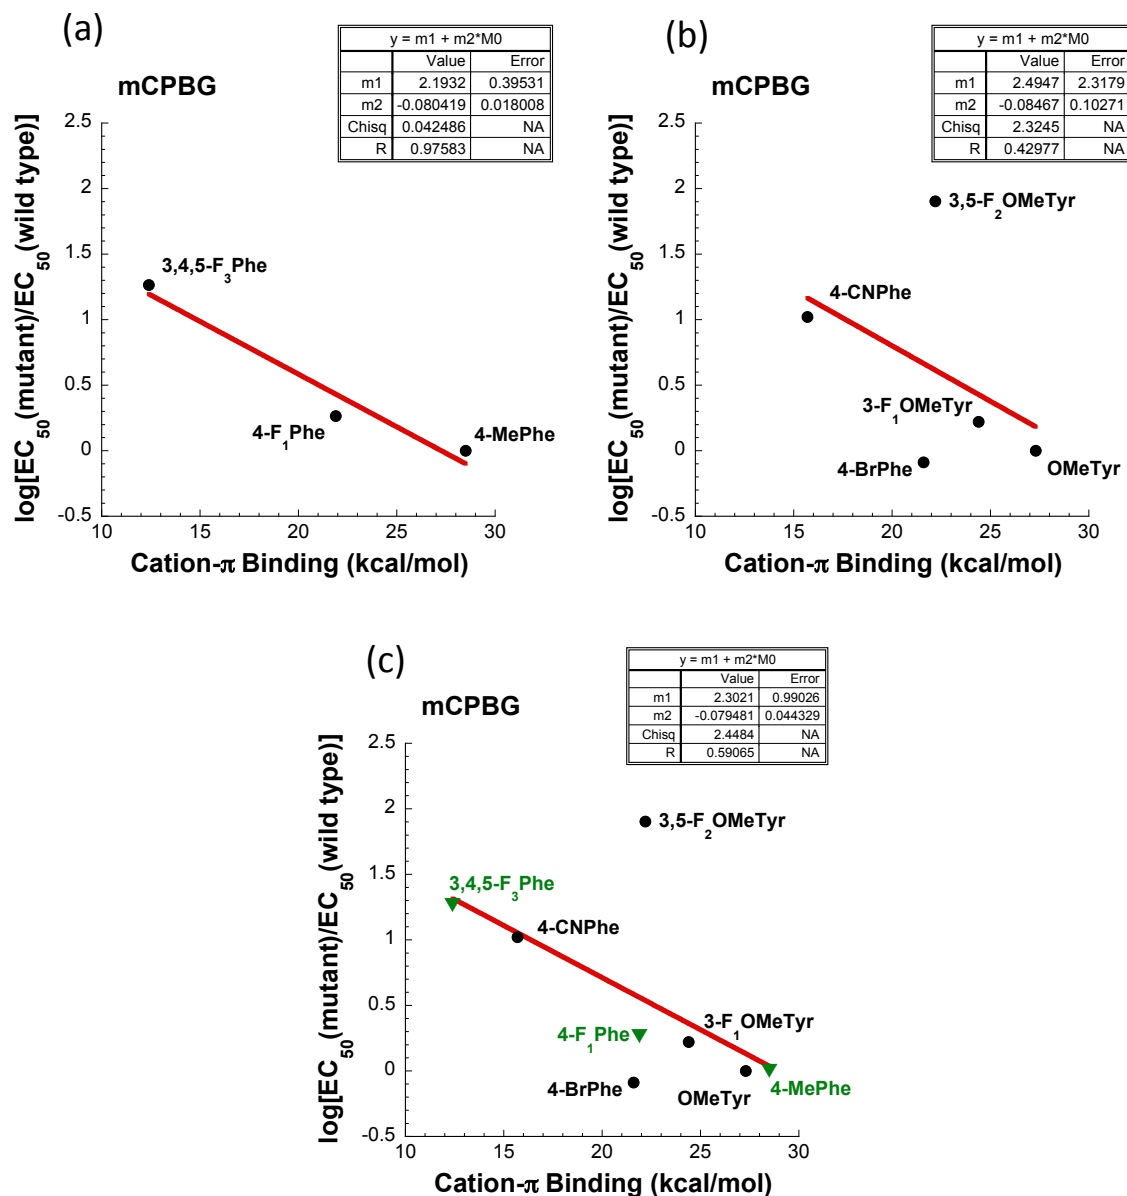 (a)
mCPBG
y = m1 + m2*M0
Value Error
m1 2.1932 0.39531
m2 -0.080419 0.018008
Chisq 0.042486 NA
R 0.97583 NA
log[EC50(mutant)/EC50(wild type)]
2.5
2
1.5
1
0.5
0
-0.5
3,4,5-F3Phe
4-F1Phe
4-MePhe
10 15 20 25 30
Cation-π Binding (kcal/mol)
(b)
mCPBG
y = m1 + m2*M0
Value Error
m1 2.4947 2.3179
m2 -0.08467 0.10271
Chisq 2.3245 NA
R 0.42977 NA
log[EC50(mutant)/EC50(wild type)]
2.5
2
1.5
1
0.5
0
-0.5
3,5-F2OMeTyr
4-CNPhe
3-F1OMeTyr
4-BrPhe
OMeTyr
10 15 20 25 30
Cation-π Binding (kcal/mol)
(c)
mCPBG
y = m1 + m2*M0
Value Error
m1 2.3021 0.99026
m2 -0.079481 0.044329
Chisq 2.4484 NA
R 0.59065 NA
log[EC50(mutant)/EC50(wild type)]
2.5
2
1.5
1
0.5
0
-0.5
3,5-F2OMeTyr
3,4,5-F3Phe
4-CNPhe
3-F1OMeTyr
4-F1Phe
4-BrPhe
OMeTyr
4-MePhe
10 15 20 25 30
Cation-π Binding (kcal/mol)